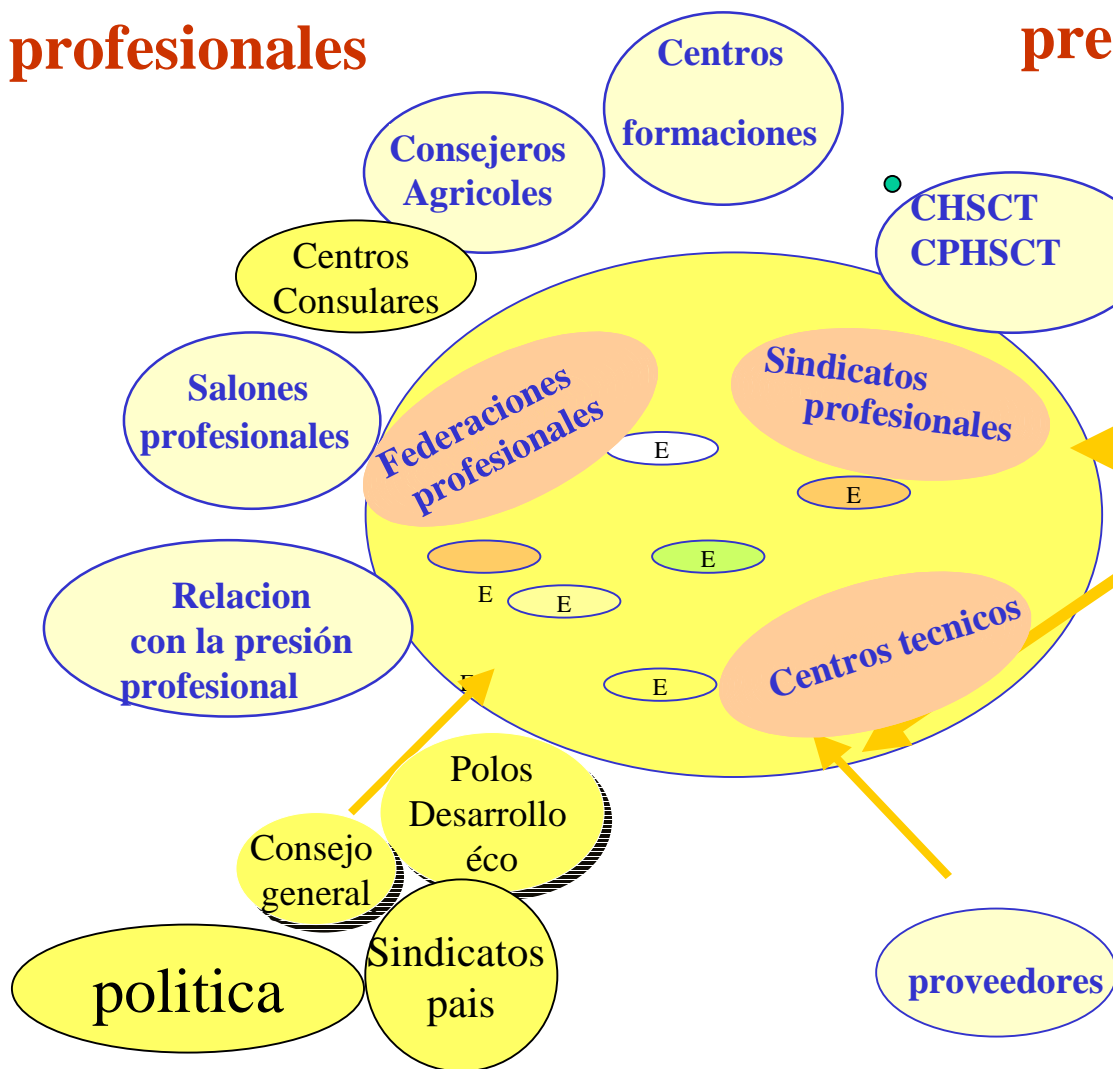 profesionales
pre
Centros
formaciones
Consejeros
Agricoles
CHSCT
CPHSCT
Centros
Consulares
Salones
profesionales
Federaciones
profesionales
Sindicatos
profesionales
E
E
E
E
E
Relacion
con la presión
profesional
Centros tecnicos
E
E
Polos
Desarrollo
éco
Consejo
general
Sindicatos
pais
politica
proveedores